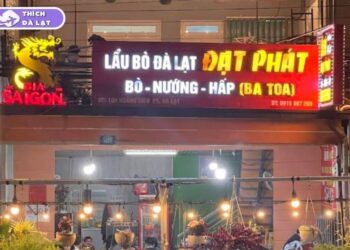 THÍCH
ĐÀ LẠT
BIA
SAIGON
LẨU BÒ ĐÀ LẠT ĐẠT PHÁT
BÒ - NƯỚNG - HẤP (BA TOA)